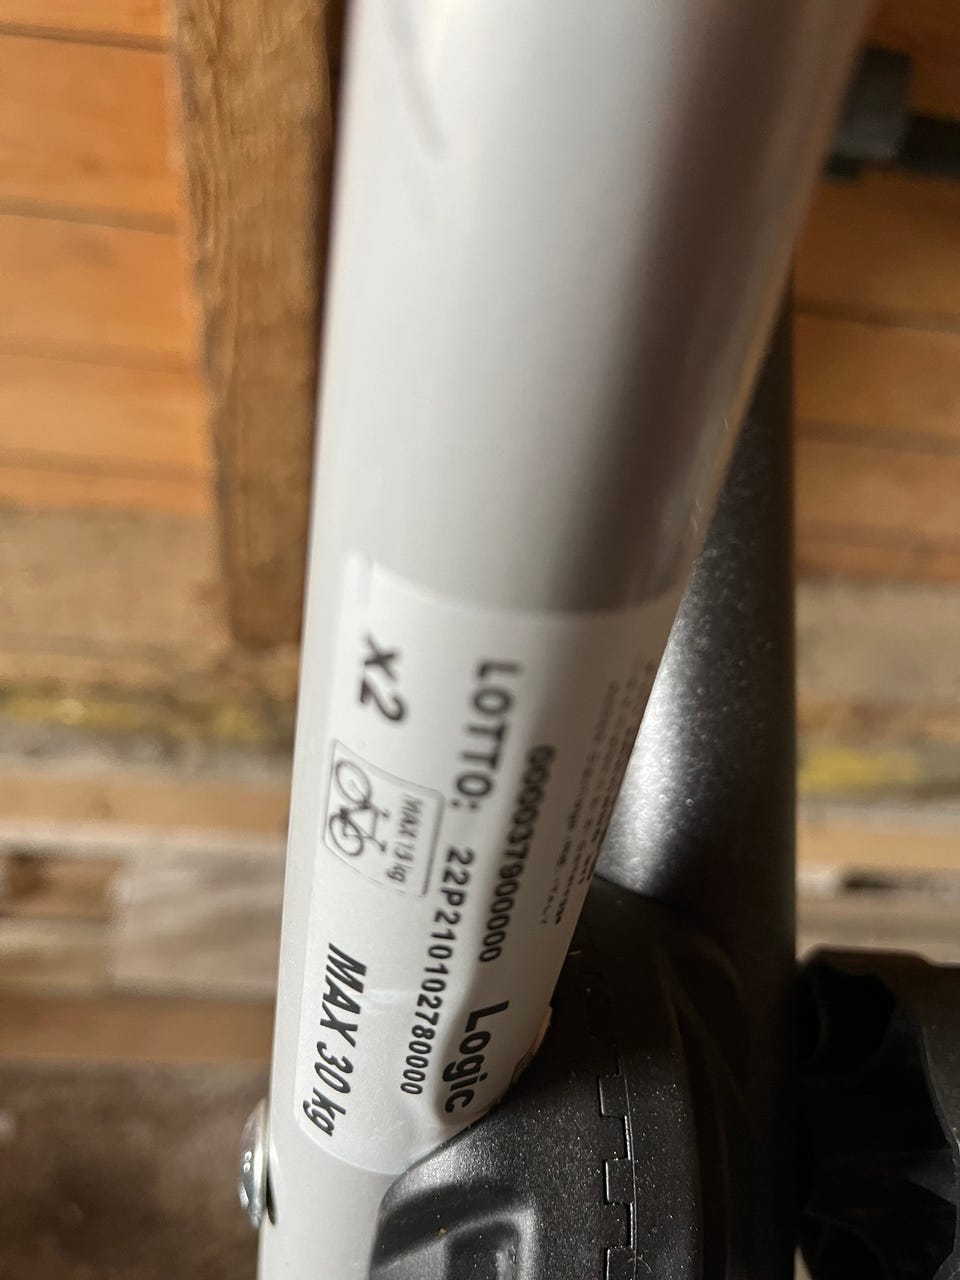 000037900000 Logic
LOTTO: 22P210102780000
x2 MAX 15 kg MAX 30 kg